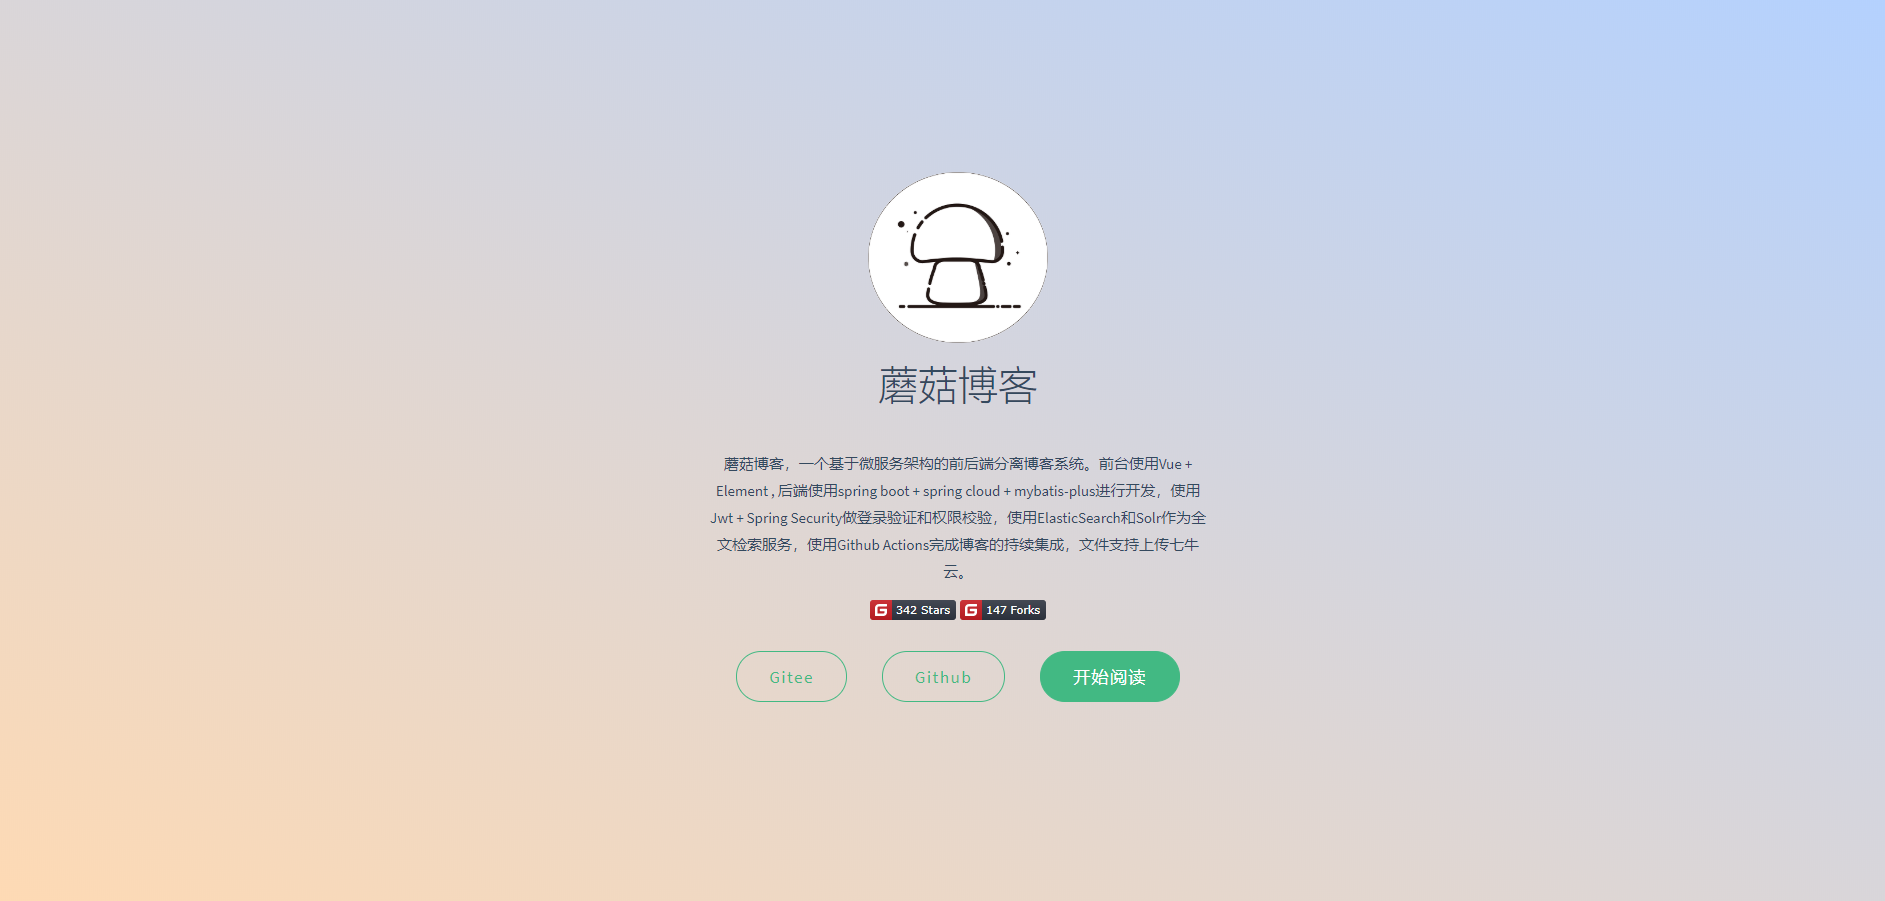 蘑菇博客
蘑菇博客，一个基于微服务架构的前后端分离博客系统。前台使用Vue +
Element , 后端使用spring boot + spring cloud + mybatis-plus进行开发，使用
Jwt + Spring Security做登录验证和权限校验，使用ElasticSearch和Solr作为全
文检索服务，使用Github Actions完成博客的持续集成，文件支持上传七牛
云。
342 Stars 147 Forks
Gitee Github 开始阅读